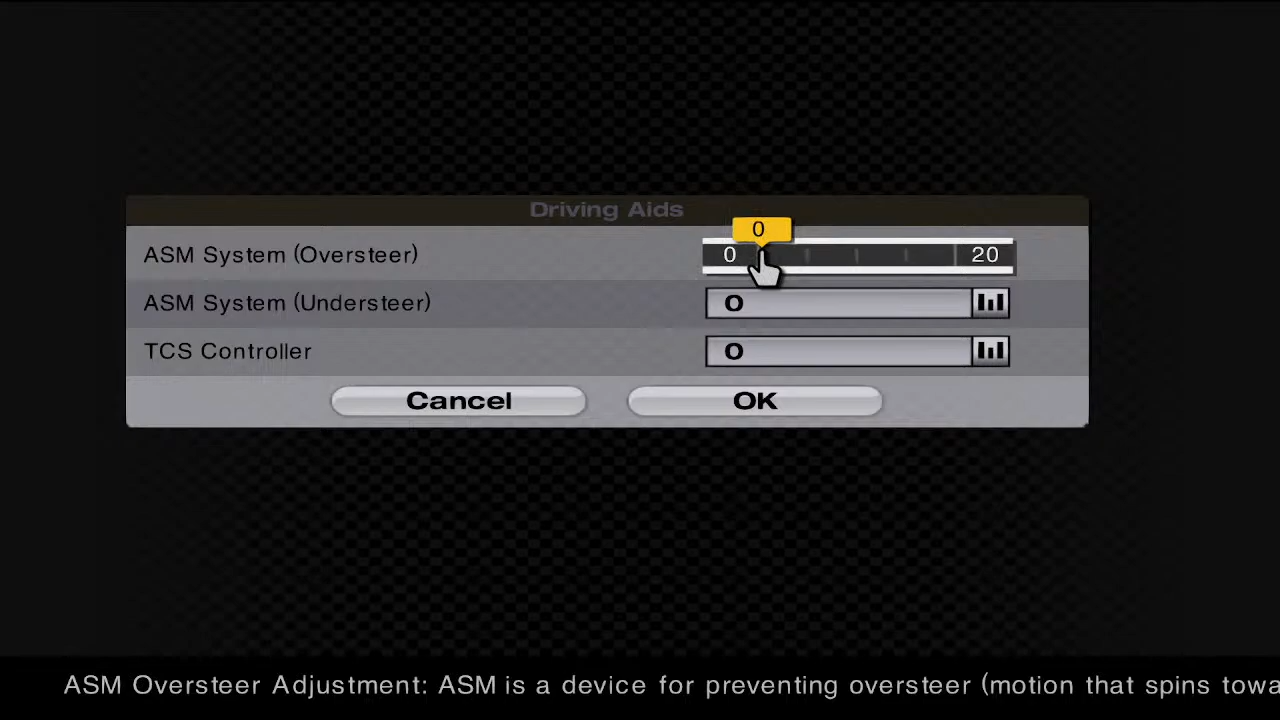 Driving Aids
0
ASM System (Oversteer) 0 20
ASM System (Understeer) 0
TCS Controller 0
Cancel OK
ASM Oversteer Adjustment: ASM is a device for preventing oversteer (motion that spins